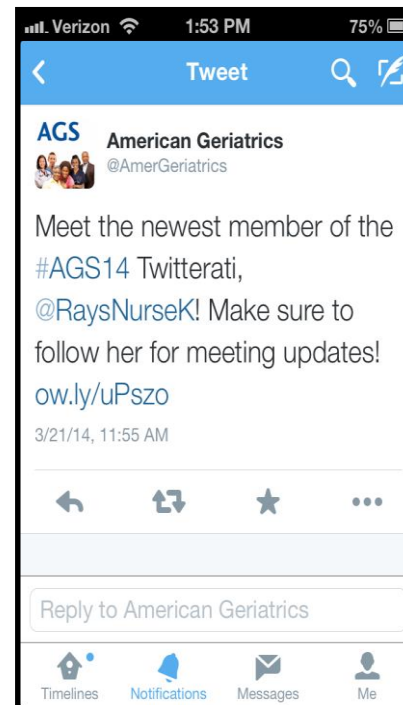 Verizon 1:53 PM 75%
Tweet
AGS
American Geriatrics
@AmerGeriatrics
Meet the newest member of the
#AGS14 Twitterati,
@RaysNurseK! Make sure to
follow her for meeting updates!
ow.ly/uPszo
3/21/14, 11:55 AM
Reply to American Geriatrics
Timelines Notifications Messages Me